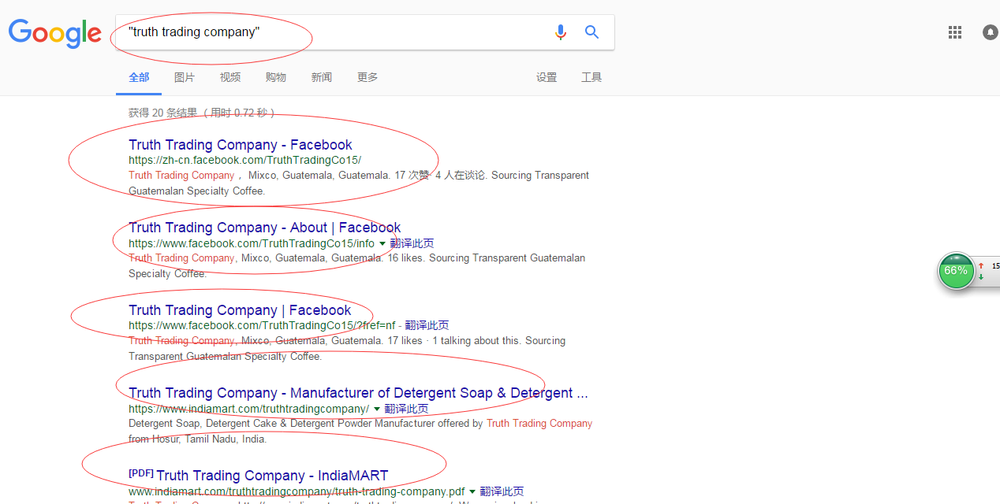 Google
"truth trading company"
全部 图片 视频 购物 新闻 更多 设置 工具
获得 20 条结果 （用时 0.72 秒）
Truth Trading Company - Facebook
https://zh-cn.facebook.com/TruthTradingCo15/
Truth Trading Company， Mixco, Guatemala, Guatemala. 17 次赞· 4 人在谈论. Sourcing Transparent
Guatemalan Specialty Coffee.
Truth Trading Company - About | Facebook
https://www.facebook.com/TruthTradingCo15/info 翻译此页
Truth Trading Company, Mixco, Guatemala, Guatemala. 16 likes. Sourcing Transparent Guatemalan
Specialty Coffee.
66%
15
Truth Trading Company | Facebook
https://www.facebook.com/TruthTradingCo15/?fref=nf - 翻译此页
Truth Trading Company, Mixco, Guatemala, Guatemala. 17 likes · 1 talking about this. Sourcing
Transparent Guatemalan Specialty Coffee.
Truth Trading Company - Manufacturer of Detergent Soap & Detergent ...
https://www.indiamart.com/truthtradingcompany/ 翻译此页
Detergent Soap, Detergent Cake & Detergent Powder Manufacturer offered by Truth Trading Company
from Hosur, Tamil Nadu, India.
[PDF] Truth Trading Company - IndiaMART
www.indiamart.com/truthtradingcompany/truth-trading-company.pdf 翻译此页